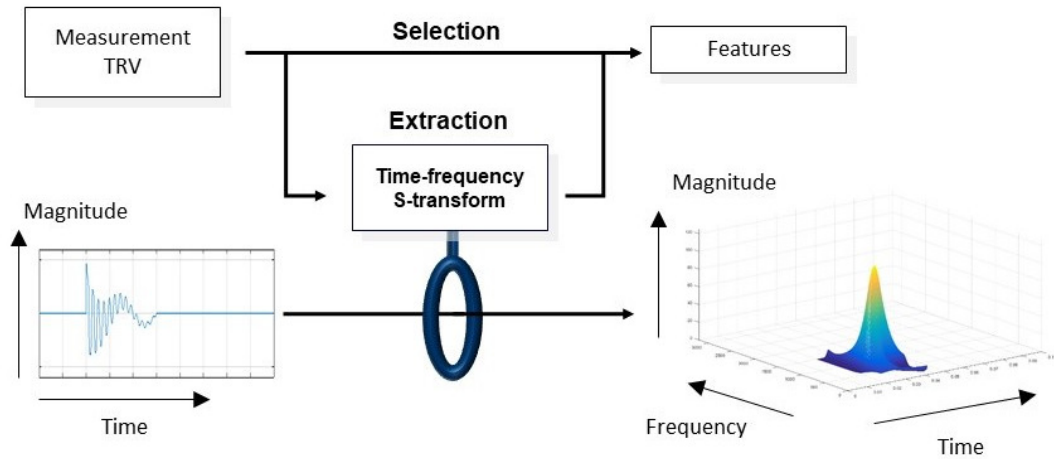 Measurement
TRV
Selection
Features
Extraction
Time-frequency
S-transform
Magnitude
Time
Magnitude
Frequency
Time